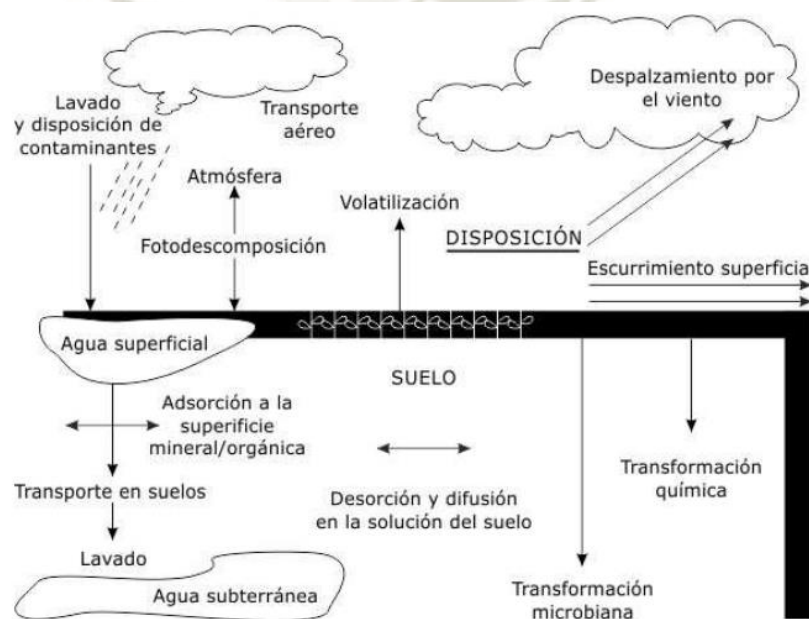 Lavado
y disposición de
contaminantes
Transporte
aéreo
Despalzamiento por
el viento
Atmósfera
Volatilización
Fotodescomposición
DISPOSICIÓN
Escurrimiento superficia
Agua superficial
SUELO
Adsorción a la
superificie
mineral/orgánica
Transporte en suelos
Desorción y difusión
en la solución del suelo
Transformación
química
Lavado
Agua subterránea
Transformación
microbiana